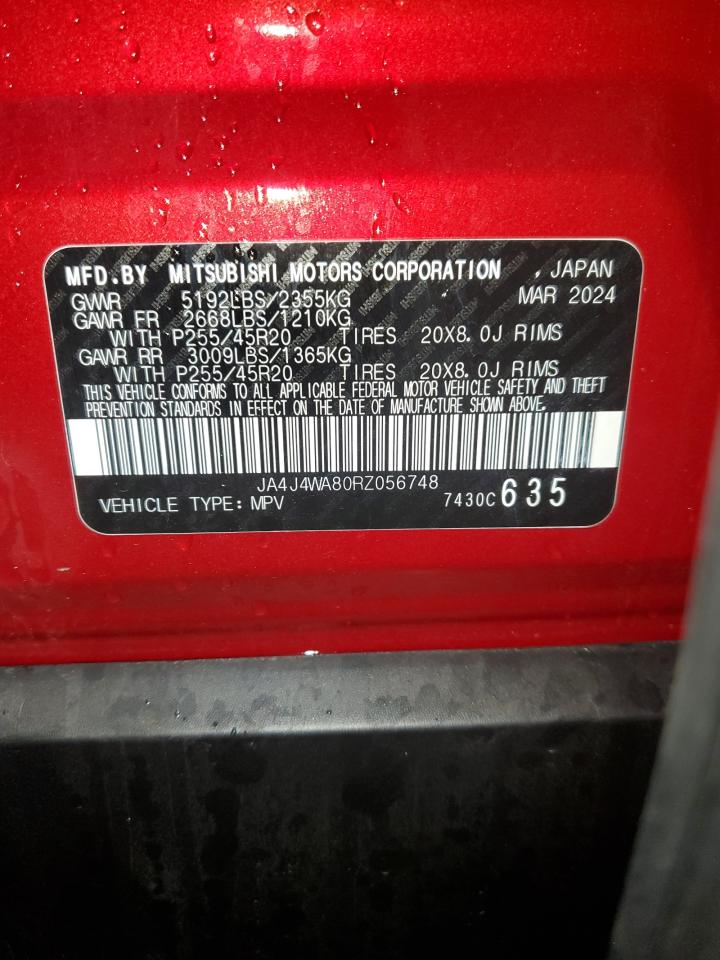 MFD.BY MITSUBISHI MOTORS CORPORATION , JAPAN
GVWR 5192LBS/2355KG MAR 2024
GAWR FR 2668LBS/1210KG
WITH P255/45R20 TIRES 20X8.0J RIMS
GAWR RR 3009LBS/1365KG
WITH P255/45R20 TIRES 20X8.0J RIMS
THIS VEHICLE CONFORMS TO ALL APPLICABLE FEDERAL MOTOR VEHICLE SAFETY AND THEFT
PREVENTION STANDARDS IN EFFECT ON THE DATE OF MANUFACTURE SHOWN ABOVE.
JA4J4WA80RZ056748
VEHICLE TYPE: MPV 7430C 635